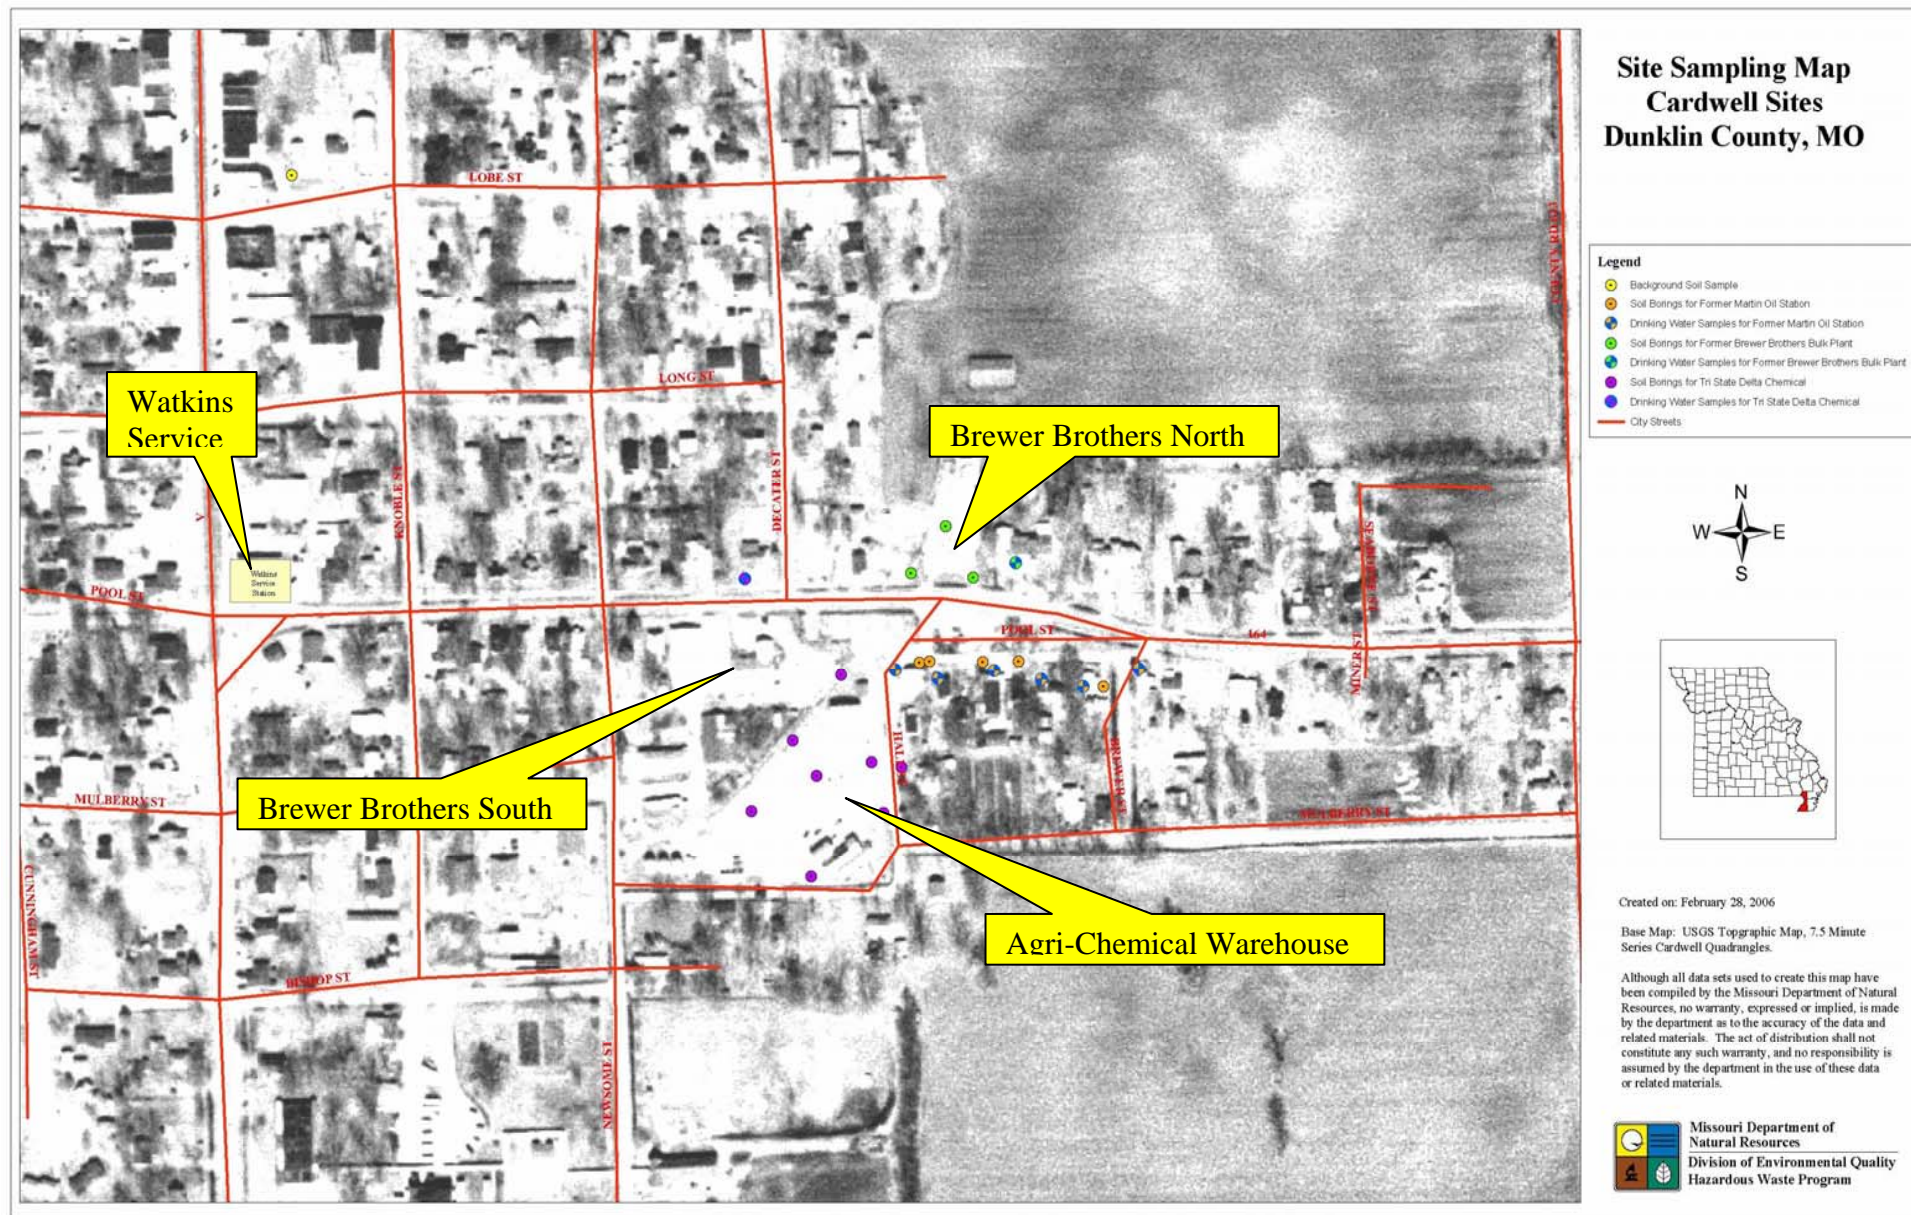 Site Sampling Map
Cardwell Sites
Dunklin County, MO
Legend
Background Soil Sample
Soil Borings for Former Martin Oil Station
Drinking Water Samples for Former Martin Oil Station
Soil Borings for Former Brewer Brothers Bulk Plant
Drinking Water Samples for Former Brewer Brothers Bulk Plant
Soil Borings for Tri State Delta Chemical
Drinking Water Samples for Tri State Delta Chemical
City Streets
N
W E
S
LOBE ST
LONG ST
Watkins
Service
Brewer Brothers North
KNOBLE ST
DECATER ST
Y
Watkins
Service
Station
POOL ST
POOL ST
164
MINER ST
Brewer Brothers South
MULBERRY ST
BREWER ST
Agri-Chemical Warehouse
CUNNINGHAM ST
BISHOP ST
NEWSOME ST
Created on: February 28, 2006
Base Map: USGS Topgraphic Map, 7.5 Minute
Series Cardwell Quadrangles.
Although all data sets used to create this map have
been compiled by the Missouri Department of Natural
Resources, no warranty, expressed or implied, is made
by the department as to the accuracy of the data and
related materials. The act of distribution shall not
constitute any such warranty, and no responsibility is
assumed by the department in the use of these data
or related materials.
Missouri Department of
Natural Resources
Division of Environmental Quality
Hazardous Waste Program